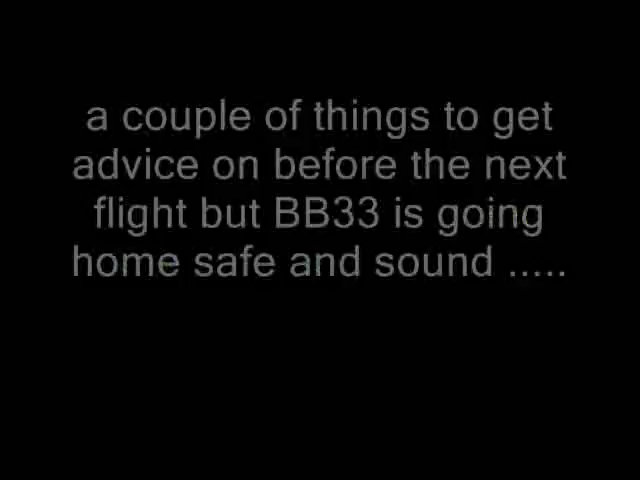 a couple of things to get
advice on before the next
flight but BB33 is going
home safe and sound .....